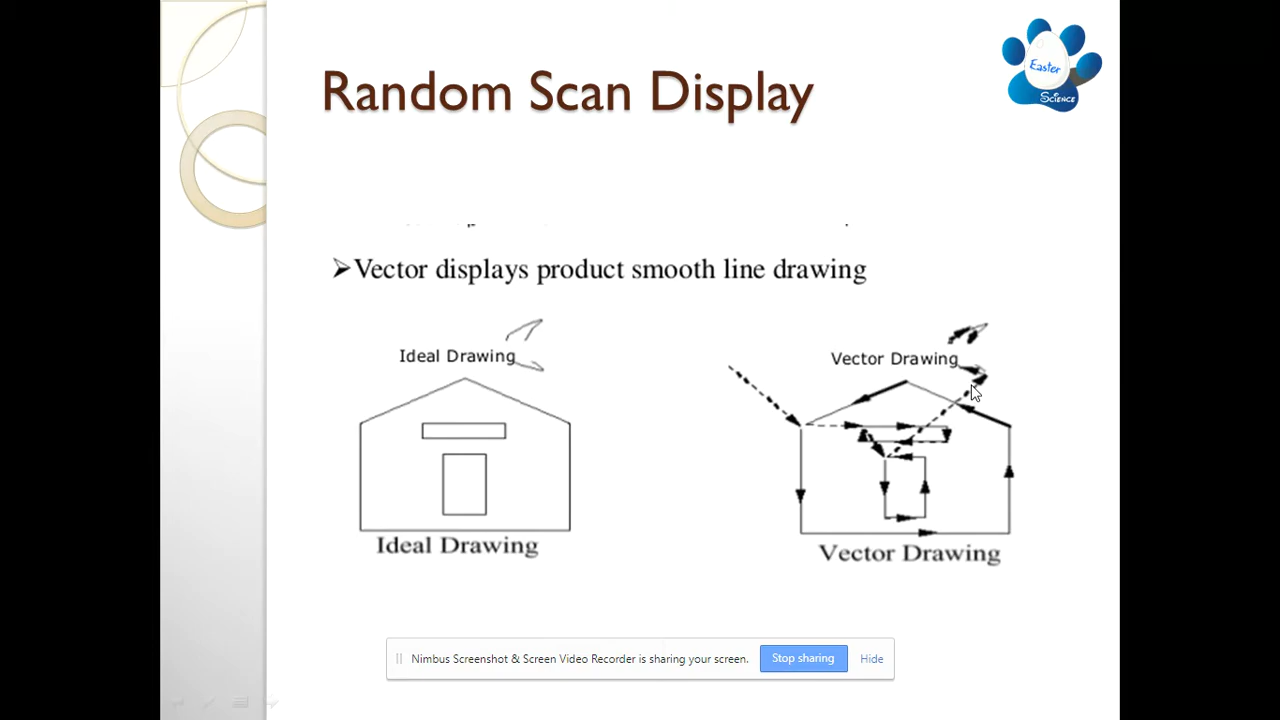 Easter
Science
Random Scan Display
➢Vector displays product smooth line drawing
Ideal Drawing
Vector Drawing
Ideal Drawing
Vector Drawing
Nimbus Screenshot & Screen Video Recorder is sharing your screen.
Stop sharing
Hide